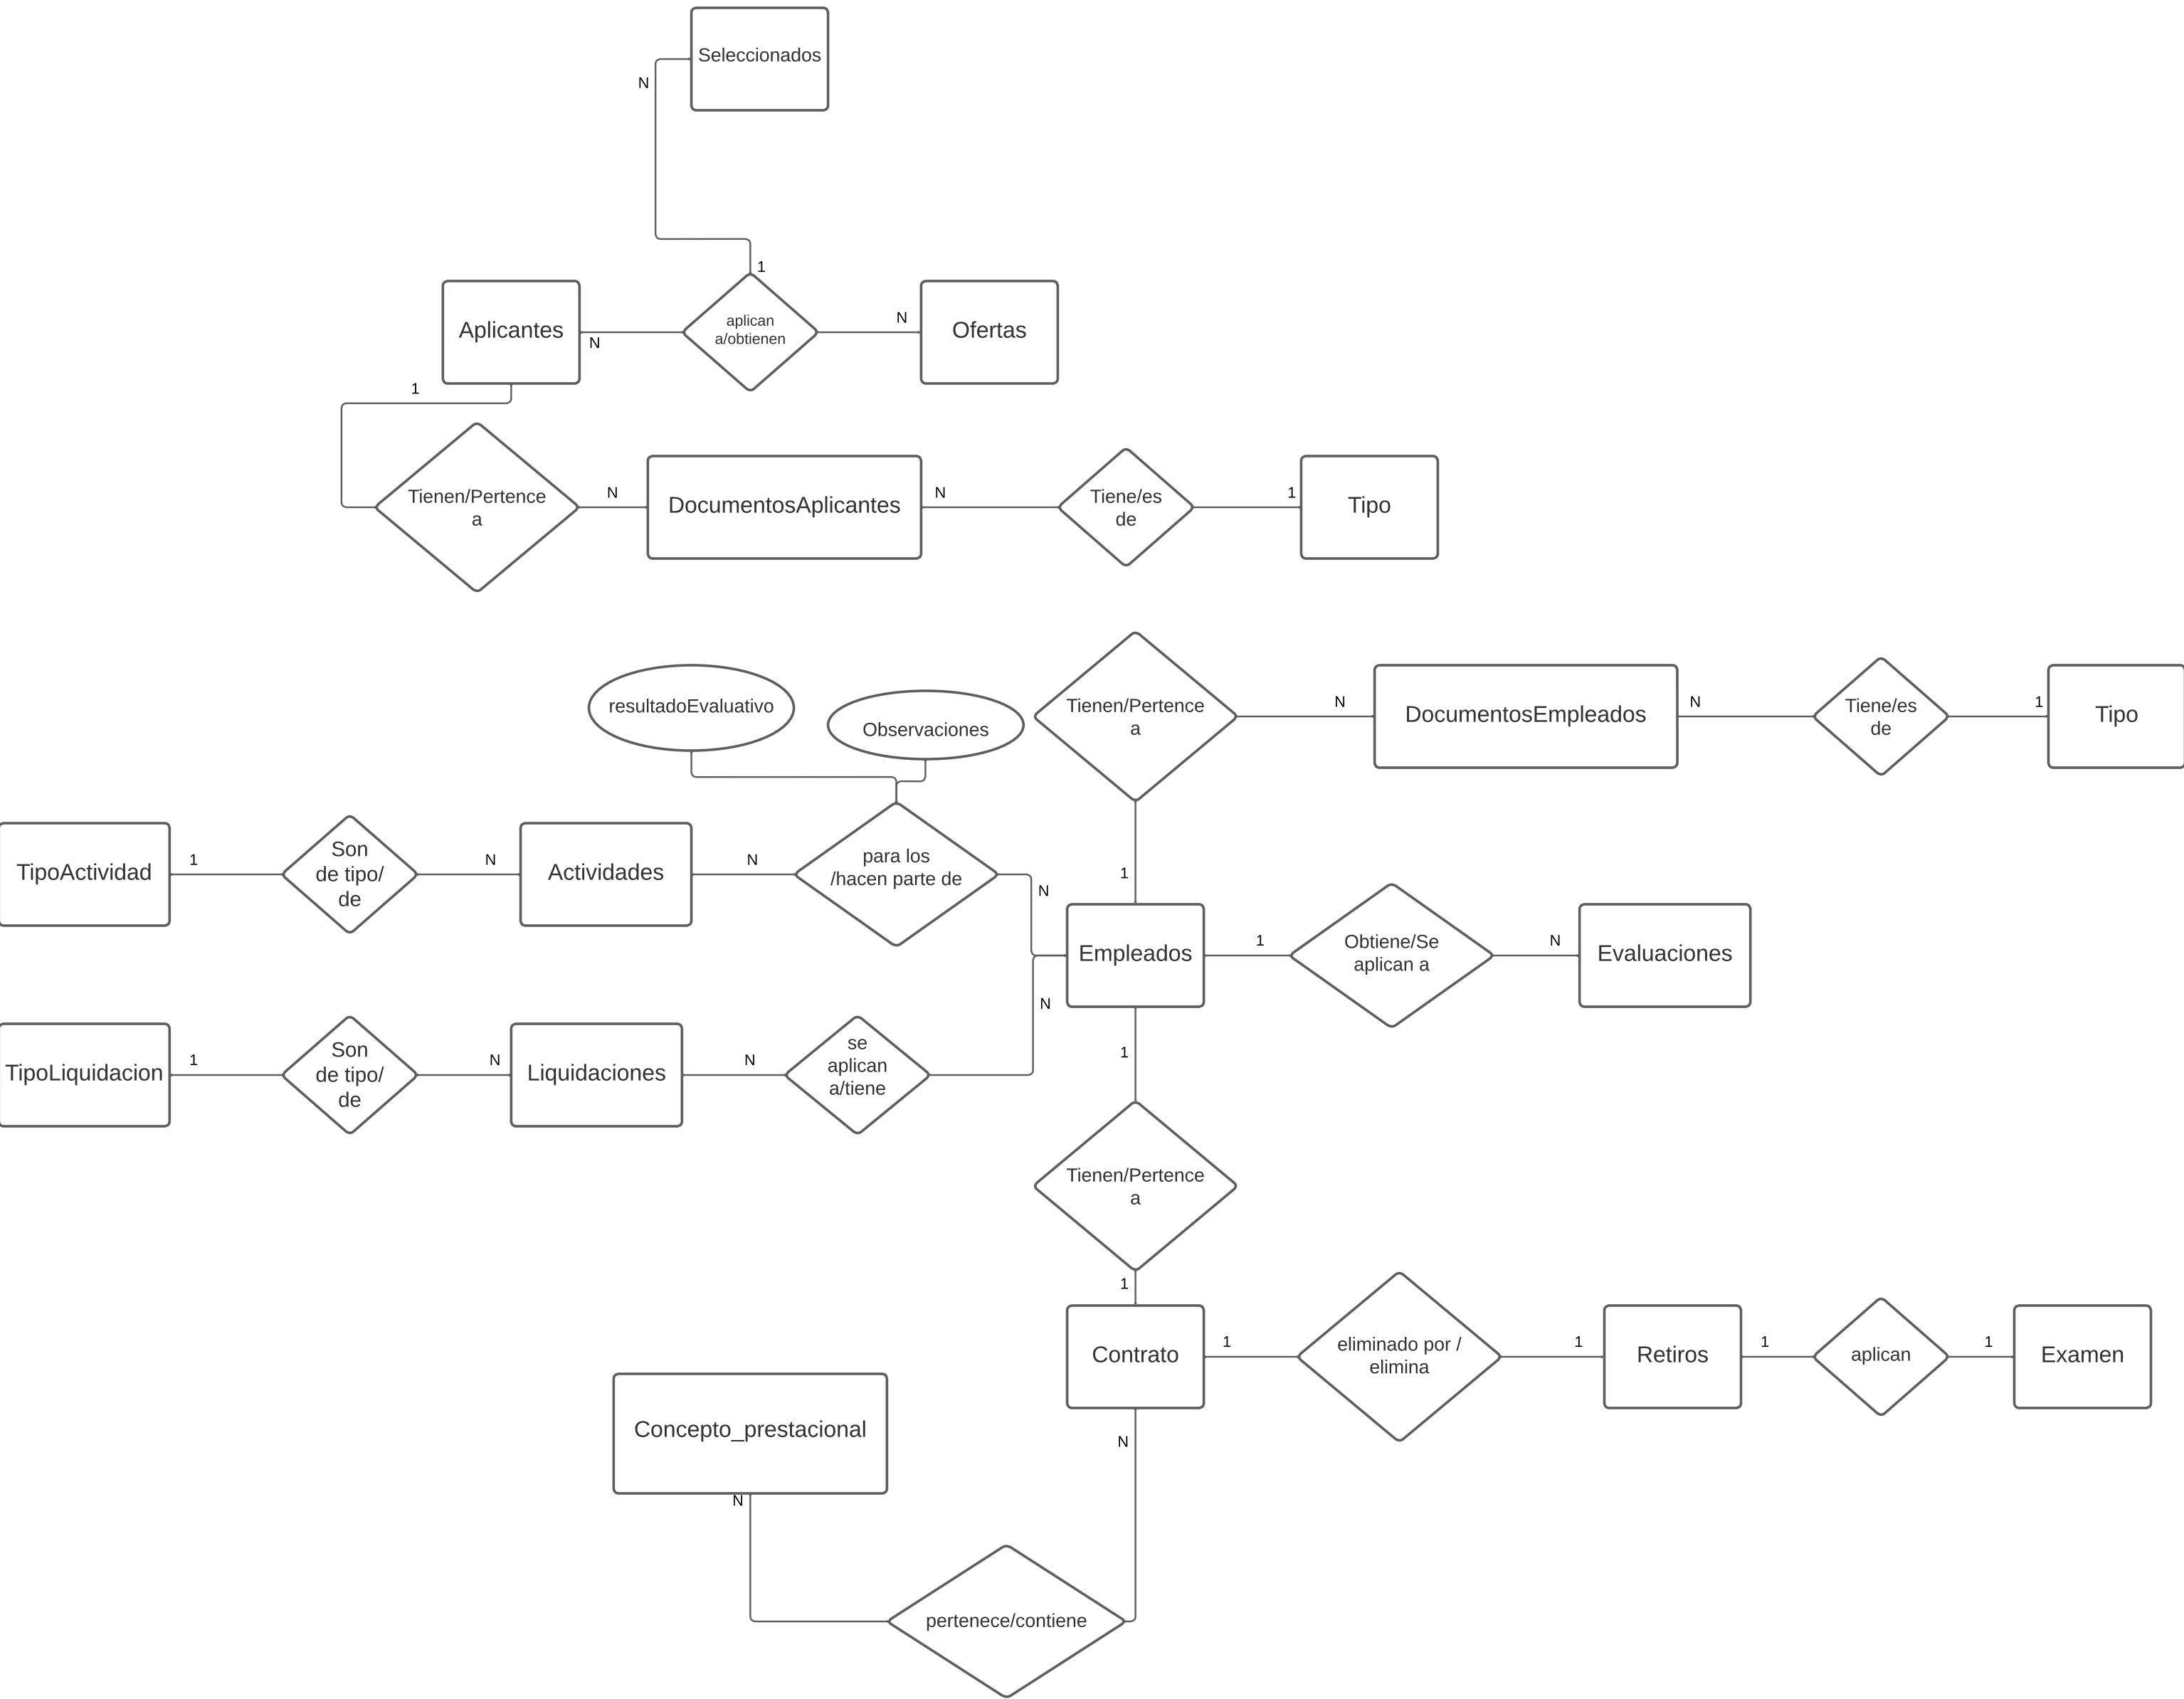 Seleccionados
N
1
Aplicantes
aplican
a/obtienen
N
Ofertas
N
1
Tienen/Pertence
a
N
DocumentosAplicantes
N
Tiene/es
de
1
Tipo
resultadoEvaluativo
Observaciones
Tienen/Pertence
a
N
DocumentosEmpleados
N
Tiene/es
de
1
Tipo
TipoActividad
1
Son
de tipo/
de
N
Actividades
N
para los
/hacen parte de
N
1
Empleados
1
Obtiene/Se
aplican a
N
Evaluaciones
N
TipoLiquidacion
1
Son
de tipo/
de
N
Liquidaciones
N
se
aplican
a/tiene
1
Tienen/Pertence
a
1
Contrato
1
eliminado por /
elimina
1
Retiros
1
aplican
1
Examen
Concepto_prestacional
N
N
pertenece/contiene